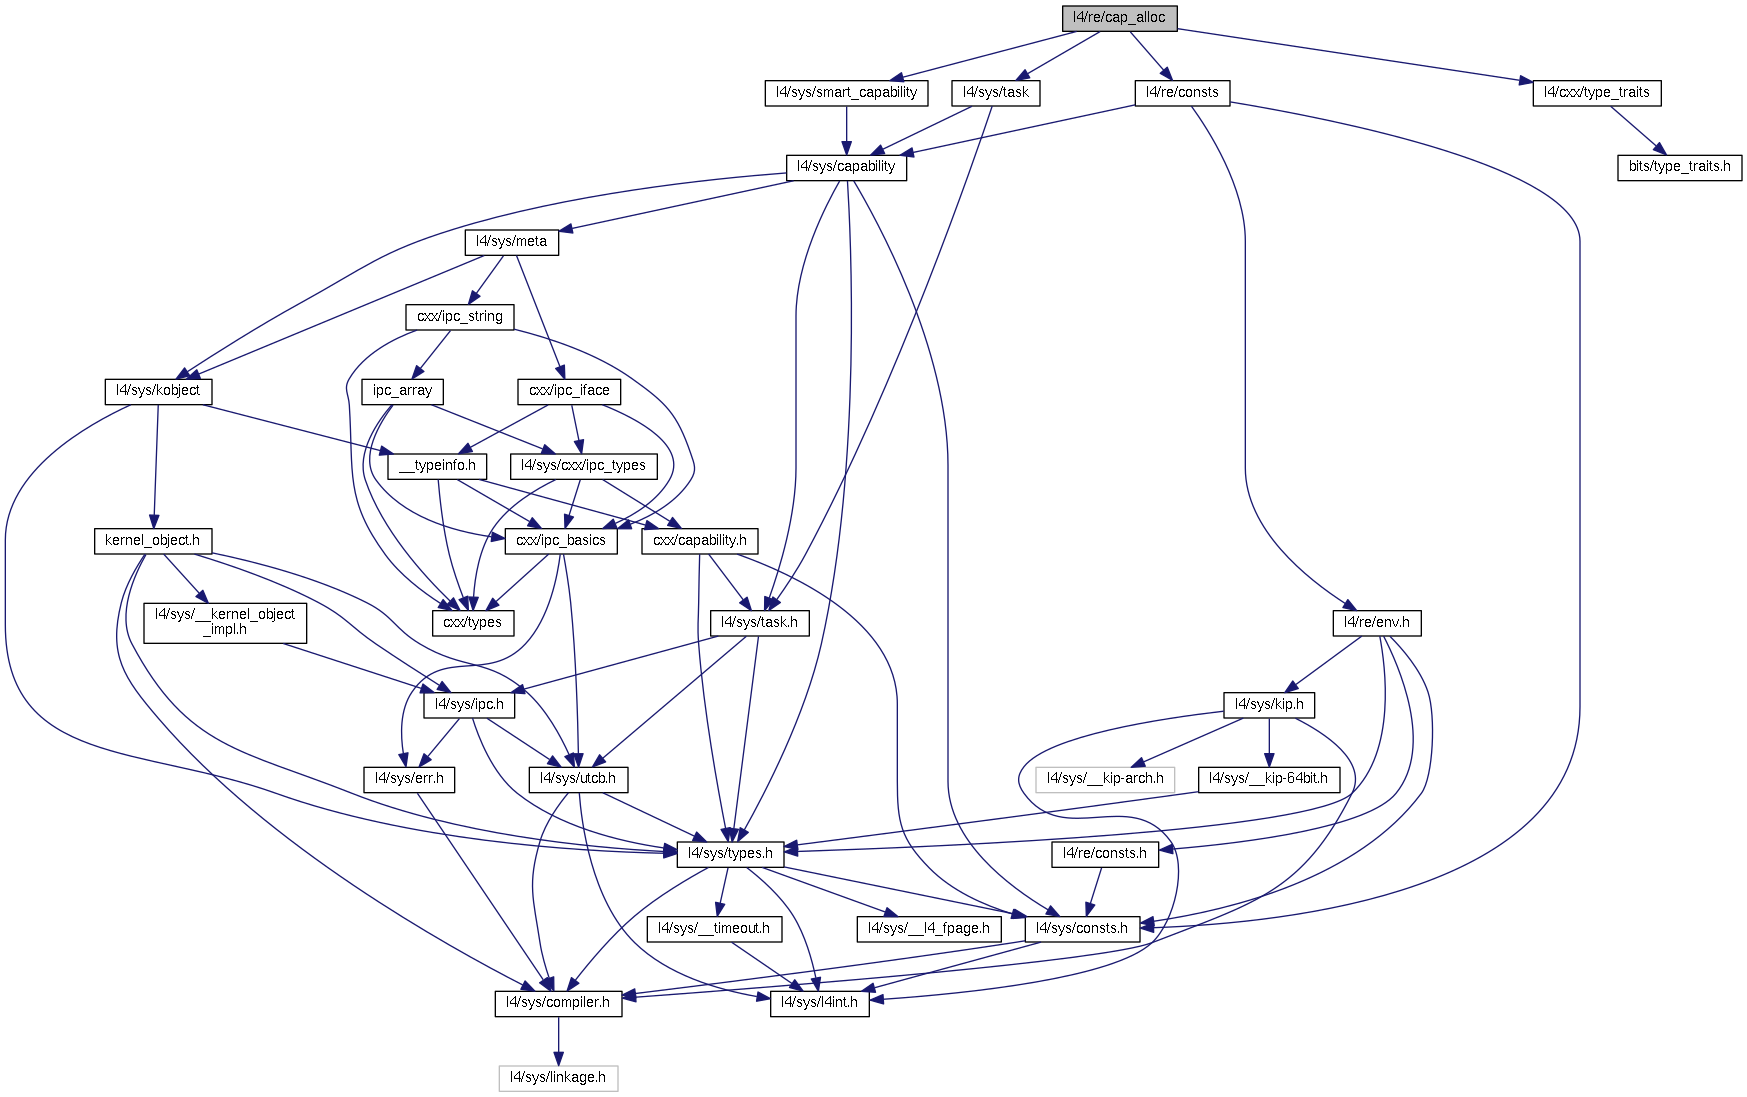 l4/re/cap_alloc
l4/sys/smart_capability
l4/sys/task
l4/re/consts
l4/cxx/type_traits
l4/sys/capability
bits/type_traits.h
l4/sys/meta
cxx/ipc_string
l4/sys/kobject
ipc_array
cxx/ipc_iface
__typeinfo.h
l4/sys/cxx/ipc_types
kernel_object.h
cxx/ipc_basics
cxx/capability.h
l4/sys/__kernel_object
_impl.h
cxx/types
l4/sys/task.h
l4/re/env.h
l4/sys/ipc.h
l4/sys/kip.h
l4/sys/err.h
l4/sys/utcb.h
l4/sys/__kip-arch.h
l4/sys/__kip-64bit.h
l4/sys/types.h
l4/re/consts.h
l4/sys/__timeout.h
l4/sys/__l4_fpage.h
l4/sys/consts.h
l4/sys/compiler.h
l4/sys/l4int.h
l4/sys/linkage.h